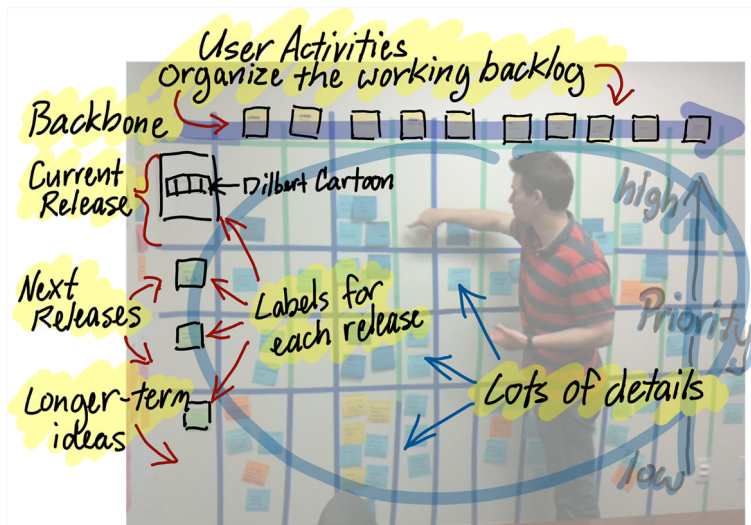 User Activities
organize the working backlog
Backbone
Current
Release
Dilbert Cartoon
high
Next
Releases
Labels for
each release
Priority
Lots of details
Longer-term
ideas
low